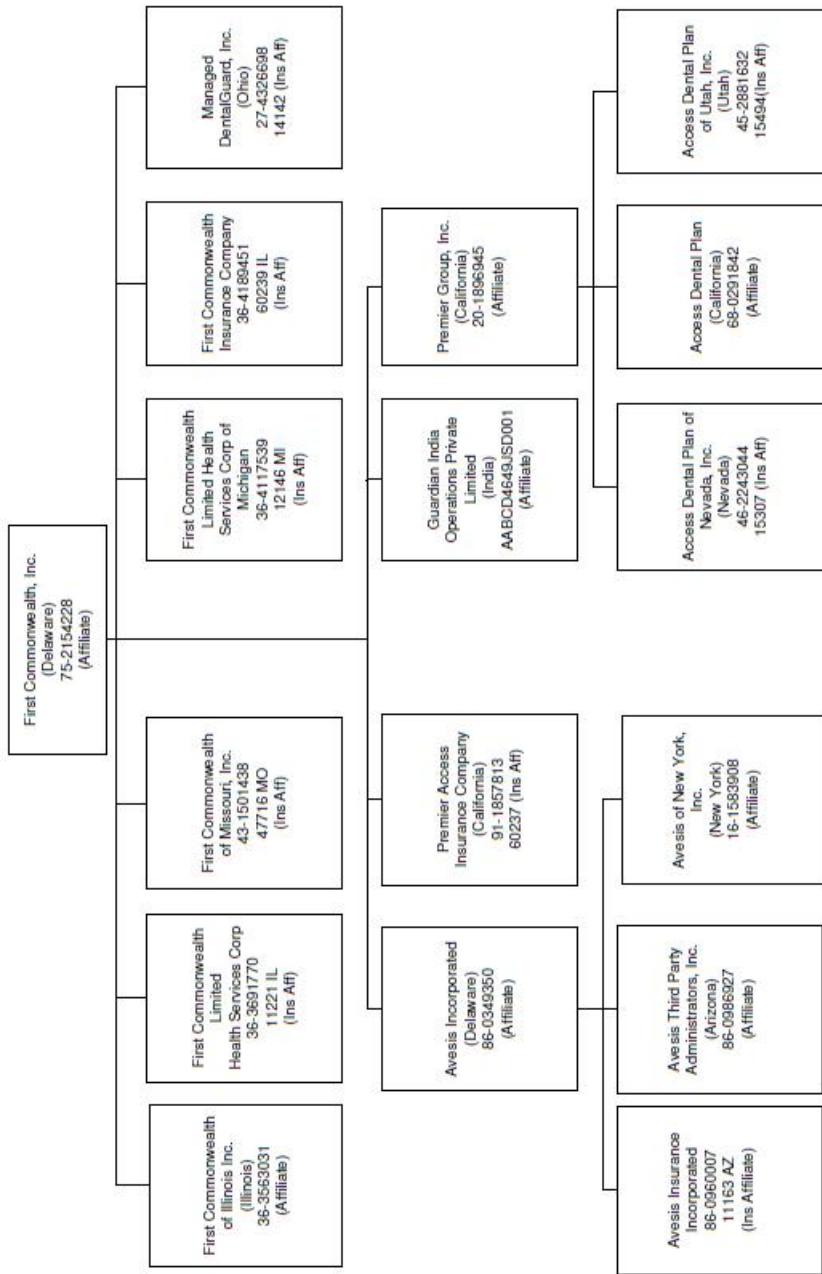 First Commonwealth, Inc.
(Delaware)
75-2154228
(Affiliate)
First Commonwealth
of Illinois Inc.
(Illinois)
36-3563031
(Affiliate)
First Commonwealth
Limited
Health Services Corp
36-3691770
11221 IL
(Ins Aff)
First Commonwealth
of Missouri, Inc.
43-1501438
47716 MO
(Ins Aff)
First Commonwealth
Limited Health
Services Corp of
Michigan
36-4117539
12146 MI
(Ins Aff)
First Commonwealth
Insurance Company
36-4189451
60239 IL
(Ins Aff)
Managed
DentalGuard, Inc.
(Ohio)
27-4326698
14142 (Ins Aff)
Avesis Incorporated
(Delaware)
86-0349350
(Affiliate)
Premier Access
Insurance Company
(California)
91-1857813
60237 (Ins Aff)
Guardian India
Operations Private
Limited
(India)
AABCD4649JSD001
(Affiliate)
Premier Group, Inc.
(California)
20-1896945
(Affiliate)
Avesis Insurance
Incorporated
86-0960007
11163 AZ
(Ins Affiliate)
Avesis Third Party
Administrators, Inc.
(Arizona)
86-0986927
(Affiliate)
Avesis of New York,
Inc.
(New York)
16-1583908
(Affiliate)
Access Dental Plan of
Nevada, Inc.
(Nevada)
46-2243044
15307 (Ins Aff)
Access Dental Plan
(California)
68-0291842
(Affiliate)
Access Dental Plan
of Utah, Inc.
(Utah)
45-2881632
15494(Ins Aff)